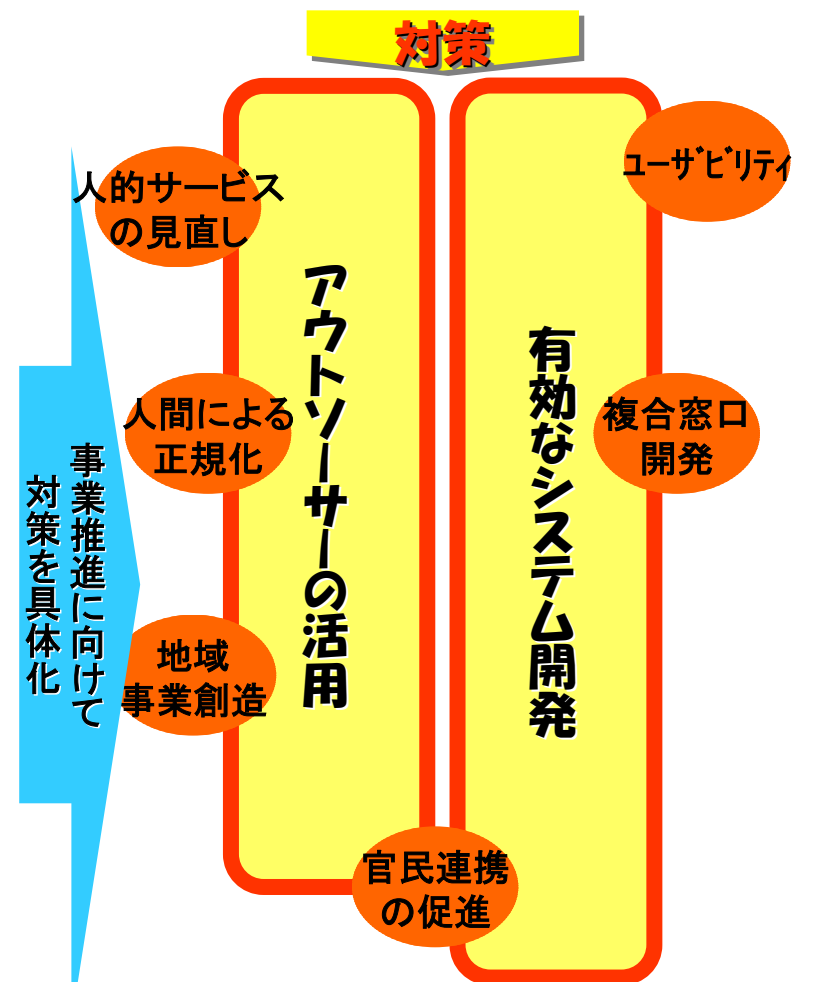 対策
事業推進に向けて
対策を具体化
人的サービス
の見直し
人間による
正規化
地域
事業創造
アウトソーサーの活用
有効なシステム開発
ユーザビリティ
複合窓口
開発
官民連携
の促進